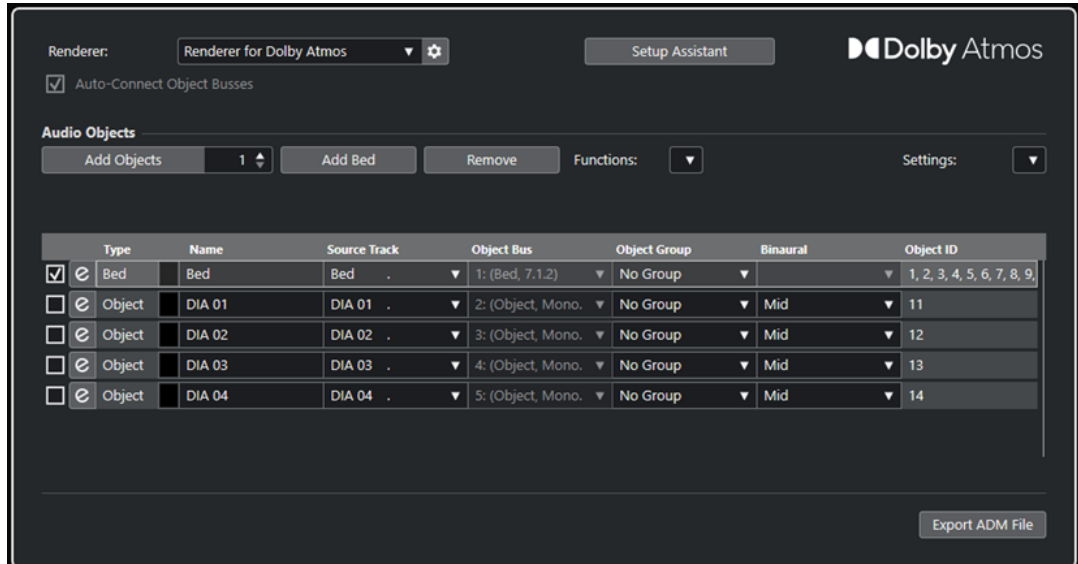 Renderer: Renderer for Dolby Atmos Setup Assistant Dolby Atmos
Auto-Connect Object Busses
Audio Objects
Add Objects 1 Add Bed Remove Functions: Settings:
Type Name Source Track Object Bus Object Group Binaural Object ID
Bed Bed Bed . 1: (Bed, 7.1.2) No Group 1, 2, 3, 4, 5, 6, 7, 8, 9,
Object DIA 01 DIA 01 . 2: (Object, Mono. No Group Mid 11
Object DIA 02 DIA 02 . 3: (Object, Mono. No Group Mid 12
Object DIA 03 DIA 03 . 4: (Object, Mono. No Group Mid 13
Object DIA 04 DIA 04 . 5: (Object, Mono. No Group Mid 14
Export ADM File